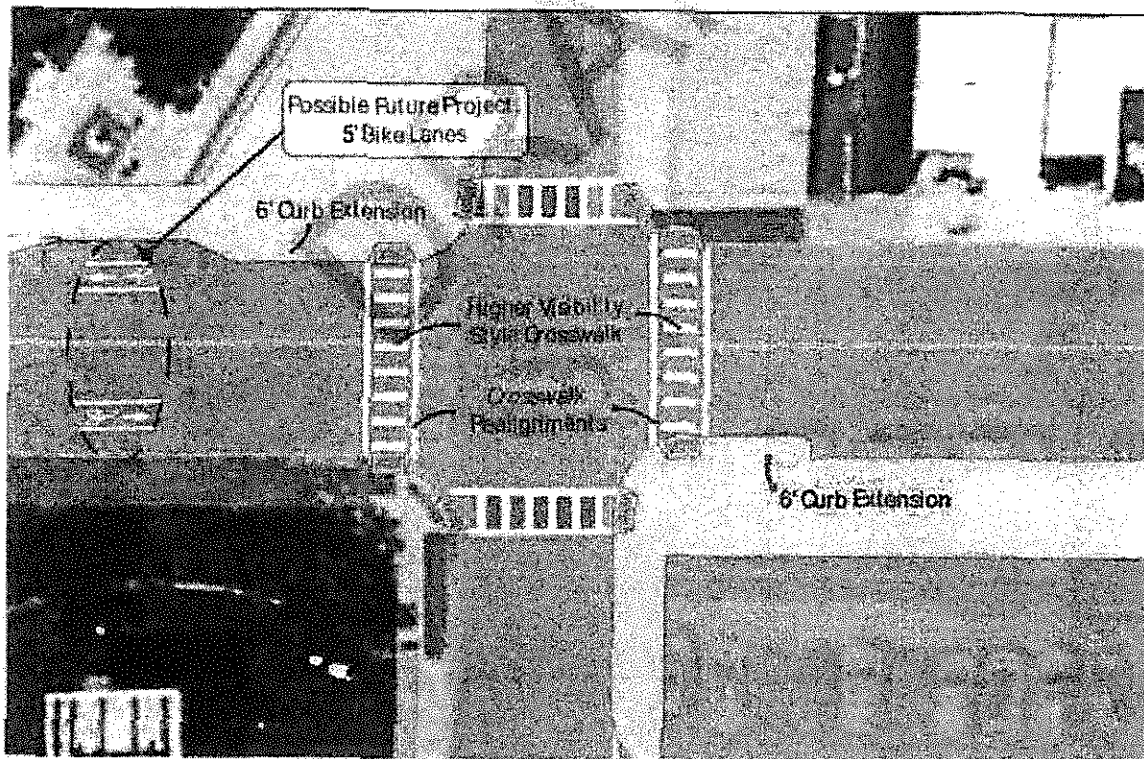 Possible Future Project:
5' Bike Lanes
6' Curb Extension
Higher Visibility
Style Crosswalk
Crosswalk
Realignments
6' Curb Extension